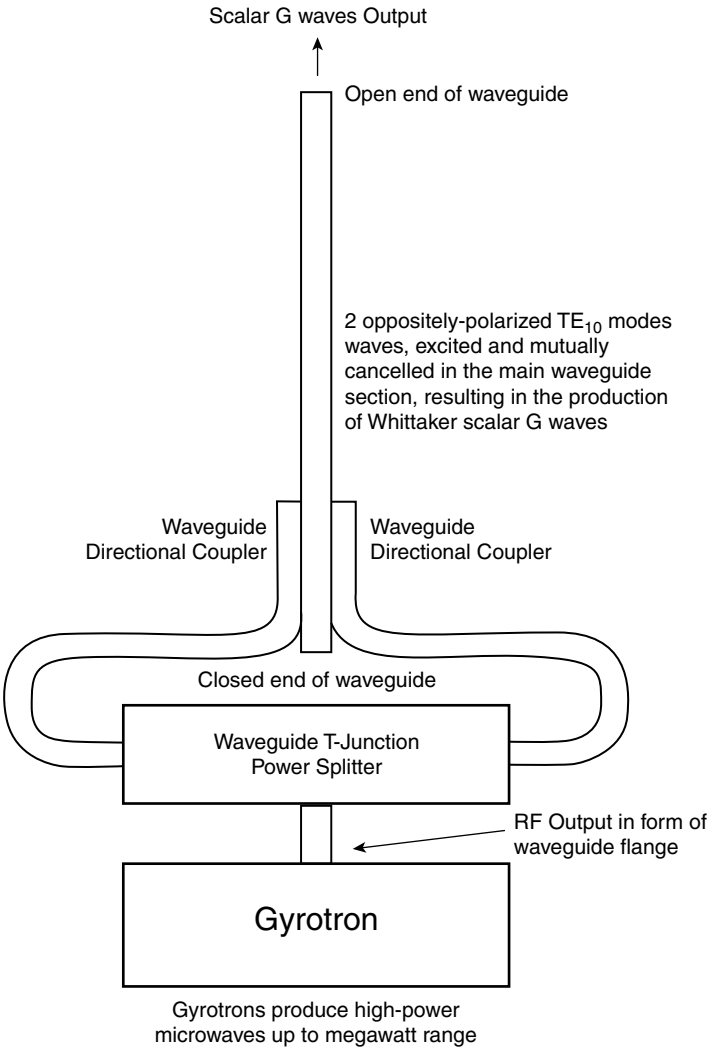 Scalar G waves Output
Open end of waveguide
2 oppositely-polarized TE₁₀ modes
waves, excited and mutually
cancelled in the main waveguide
section, resulting in the production
of Whittaker scalar G waves
Waveguide
Directional Coupler
Waveguide
Directional Coupler
Closed end of waveguide
Waveguide T-Junction
Power Splitter
RF Output in form of
waveguide flange
Gyrotron
Gyrotrons produce high-power
microwaves up to megawatt range